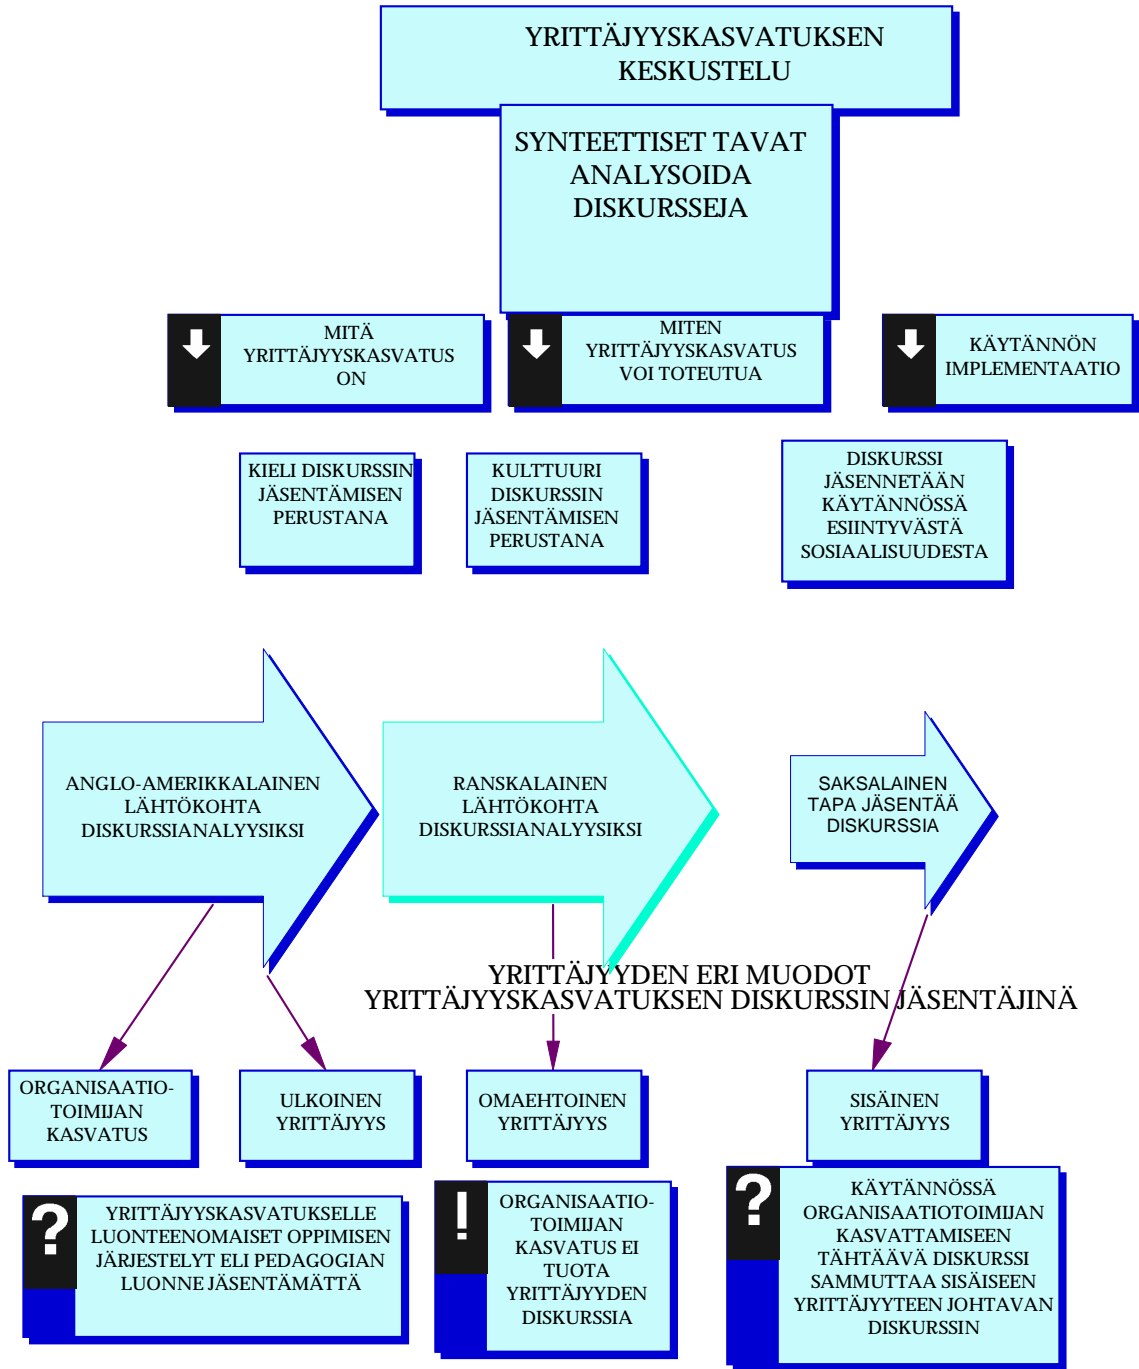 YRITTÄJYYSKASVATUKSEN
KESKUSTELU
SYNTEETTISET TAVAT
ANALYSOIDA
DISKURSSEJA
MITÄ
YRITTÄJYYSKASVATUS
ON
MITEN
YRITTÄJYYSKASVATUS
VOI TOTEUTUA
KÄYTÄNNÖN
IMPLEMENTAATIO
KIELI DISKURSSIN
JÄSENTÄMISEN
PERUSTANA
KULTTUURI
DISKURSSIN
JÄSENTÄMISEN
PERUSTANA
DISKURSSI
JÄSENNETÄÄN
KÄYTÄNNÖSSÄ
ESIINTYVÄSTÄ
SOSIAALISUUDESTA
ANGLO-AMERIKKALAINEN
LÄHTÖKOHTA
DISKURSSIANALYYSIKSI
RANSKALAINEN
LÄHTÖKOHTA
DISKURSSIANALYYSIKSI
SAKSALAINEN
TAPA JÄSENTÄÄ
DISKURSSIA
YRITTÄJYYDEN ERI MUODOT
YRITTÄJYYSKASVATUKSEN DISKURSSIN JÄSENTÄJINÄ
ORGANISAATIO-
TOIMIJAN
KASVATUS
ULKOINEN
YRITTÄJYYS
OMAEHTOINEN
YRITTÄJYYS
SISÄINEN
YRITTÄJYYS
?
YRITTÄJYYSKASVATUKSELLE
LUONTEENOMAISET OPPIMISEN
JÄRJESTELYT ELI PEDAGOGIAN
LUONNE JÄSENTÄMÄTTÄ
!
ORGANISAATIO-
TOIMIJAN
KASVATUS EI
TUOTA
YRITTÄJYYDEN
DISKURSSIA
?
KÄYTÄNNÖSSÄ
ORGANISAATIOTOIMIJAN
KASVATTAMISEEN
TÄHTÄÄVÄ DISKURSSI
SAMMUTTAA SISÄISEEN
YRITTÄJYYTEEN JOHTAVAN
DISKURSSIN